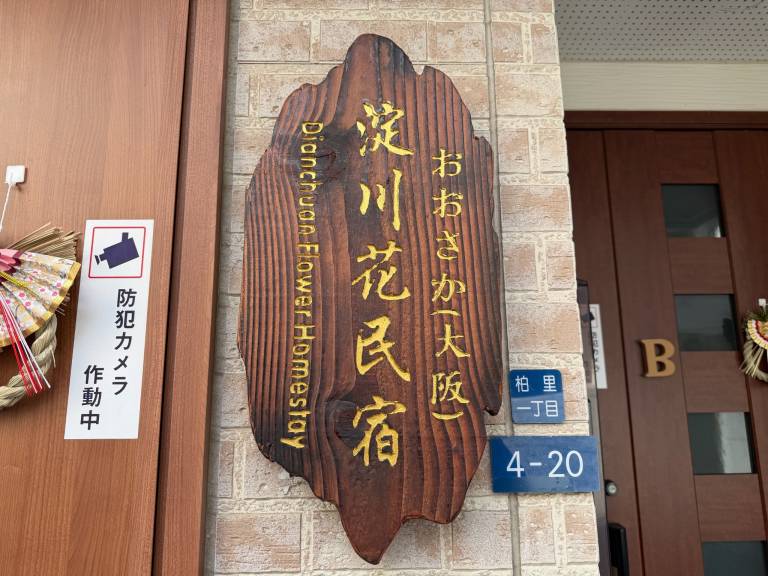 おおさか(大阪)
淀川花民宿
Dianchuan Flower Homestay
防犯カメラ
作動中
柏里
一丁目
4-20
B